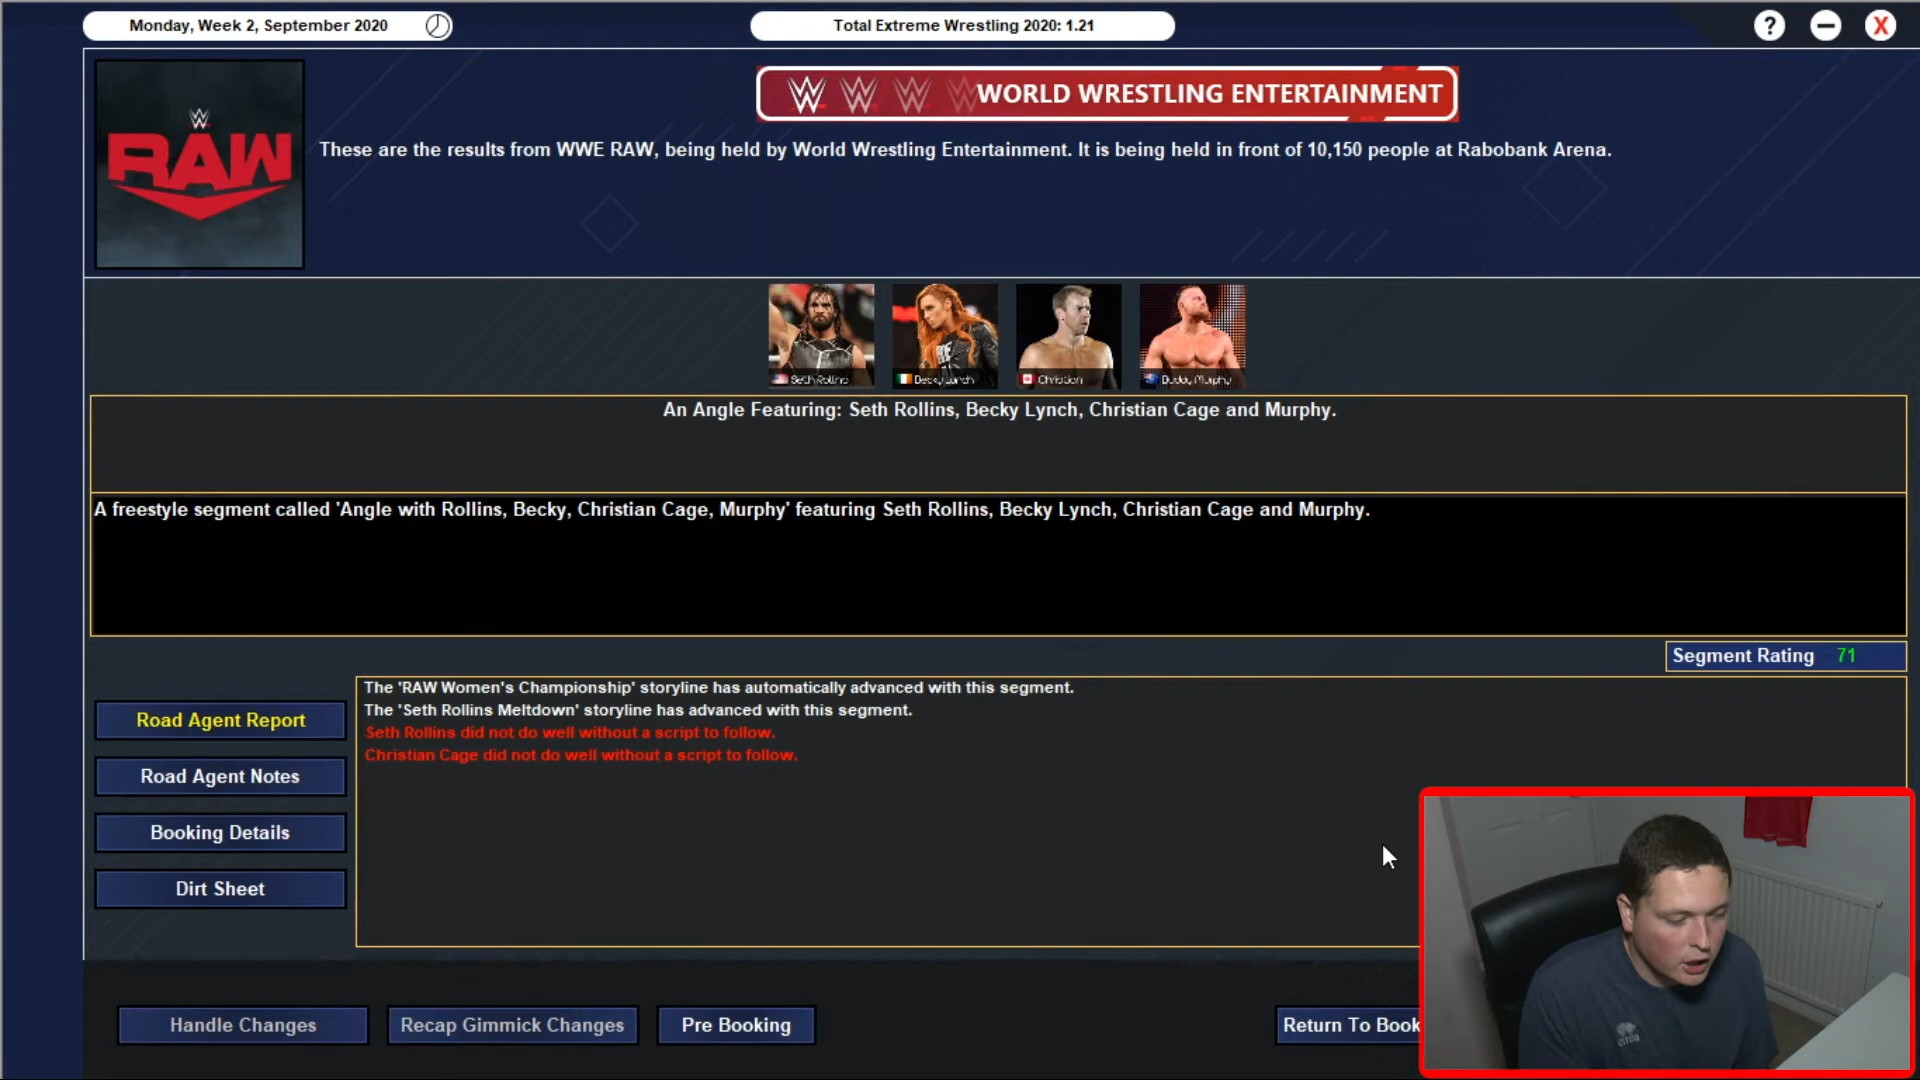 Monday, Week 2, September 2020
Total Extreme Wrestling 2020: 1.21
?
X
WORLD WRESTLING ENTERTAINMENT
RAW
These are the results from WWE RAW, being held by World Wrestling Entertainment. It is being held in front of 10,150 people at Rabobank Arena.
Seth Rollins
Becky Lynch
Christian
Buddy Murphy
An Angle Featuring: Seth Rollins, Becky Lynch, Christian Cage and Murphy.
A freestyle segment called 'Angle with Rollins, Becky, Christian Cage, Murphy' featuring Seth Rollins, Becky Lynch, Christian Cage and Murphy.
Segment Rating 71
The 'RAW Women's Championship' storyline has automatically advanced with this segment.
The 'Seth Rollins Meltdown' storyline has advanced with this segment.
Seth Rollins did not do well without a script to follow.
Christian Cage did not do well without a script to follow.
Road Agent Report
Road Agent Notes
Booking Details
Dirt Sheet
Handle Changes
Recap Gimmick Changes
Pre Booking
Return To Book